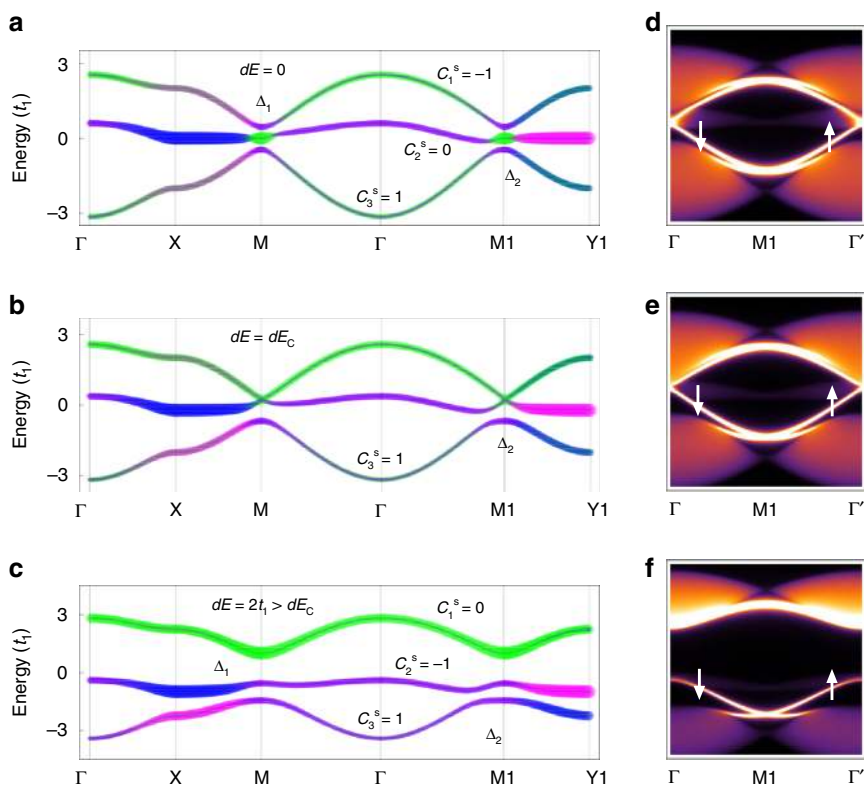 a
3
0
−3
Energy (t₁)
dE = 0
Δ₁
C₁ˢ = −1
C₂ˢ = 0
C₃ˢ = 1
Δ₂
Γ X M Γ M1 Y1
d
Γ M1 Γ′
b
3
0
−3
Energy (t₁)
dE = dE_C
C₃ˢ = 1
Δ₂
Γ X M Γ M1 Y1
e
Γ M1 Γ′
c
3
0
−3
Energy (t₁)
dE = 2t₁ > dE_C
C₁ˢ = 0
Δ₁
C₂ˢ = −1
C₃ˢ = 1
Δ₂
Γ X M Γ M1 Y1
f
Γ M1 Γ′